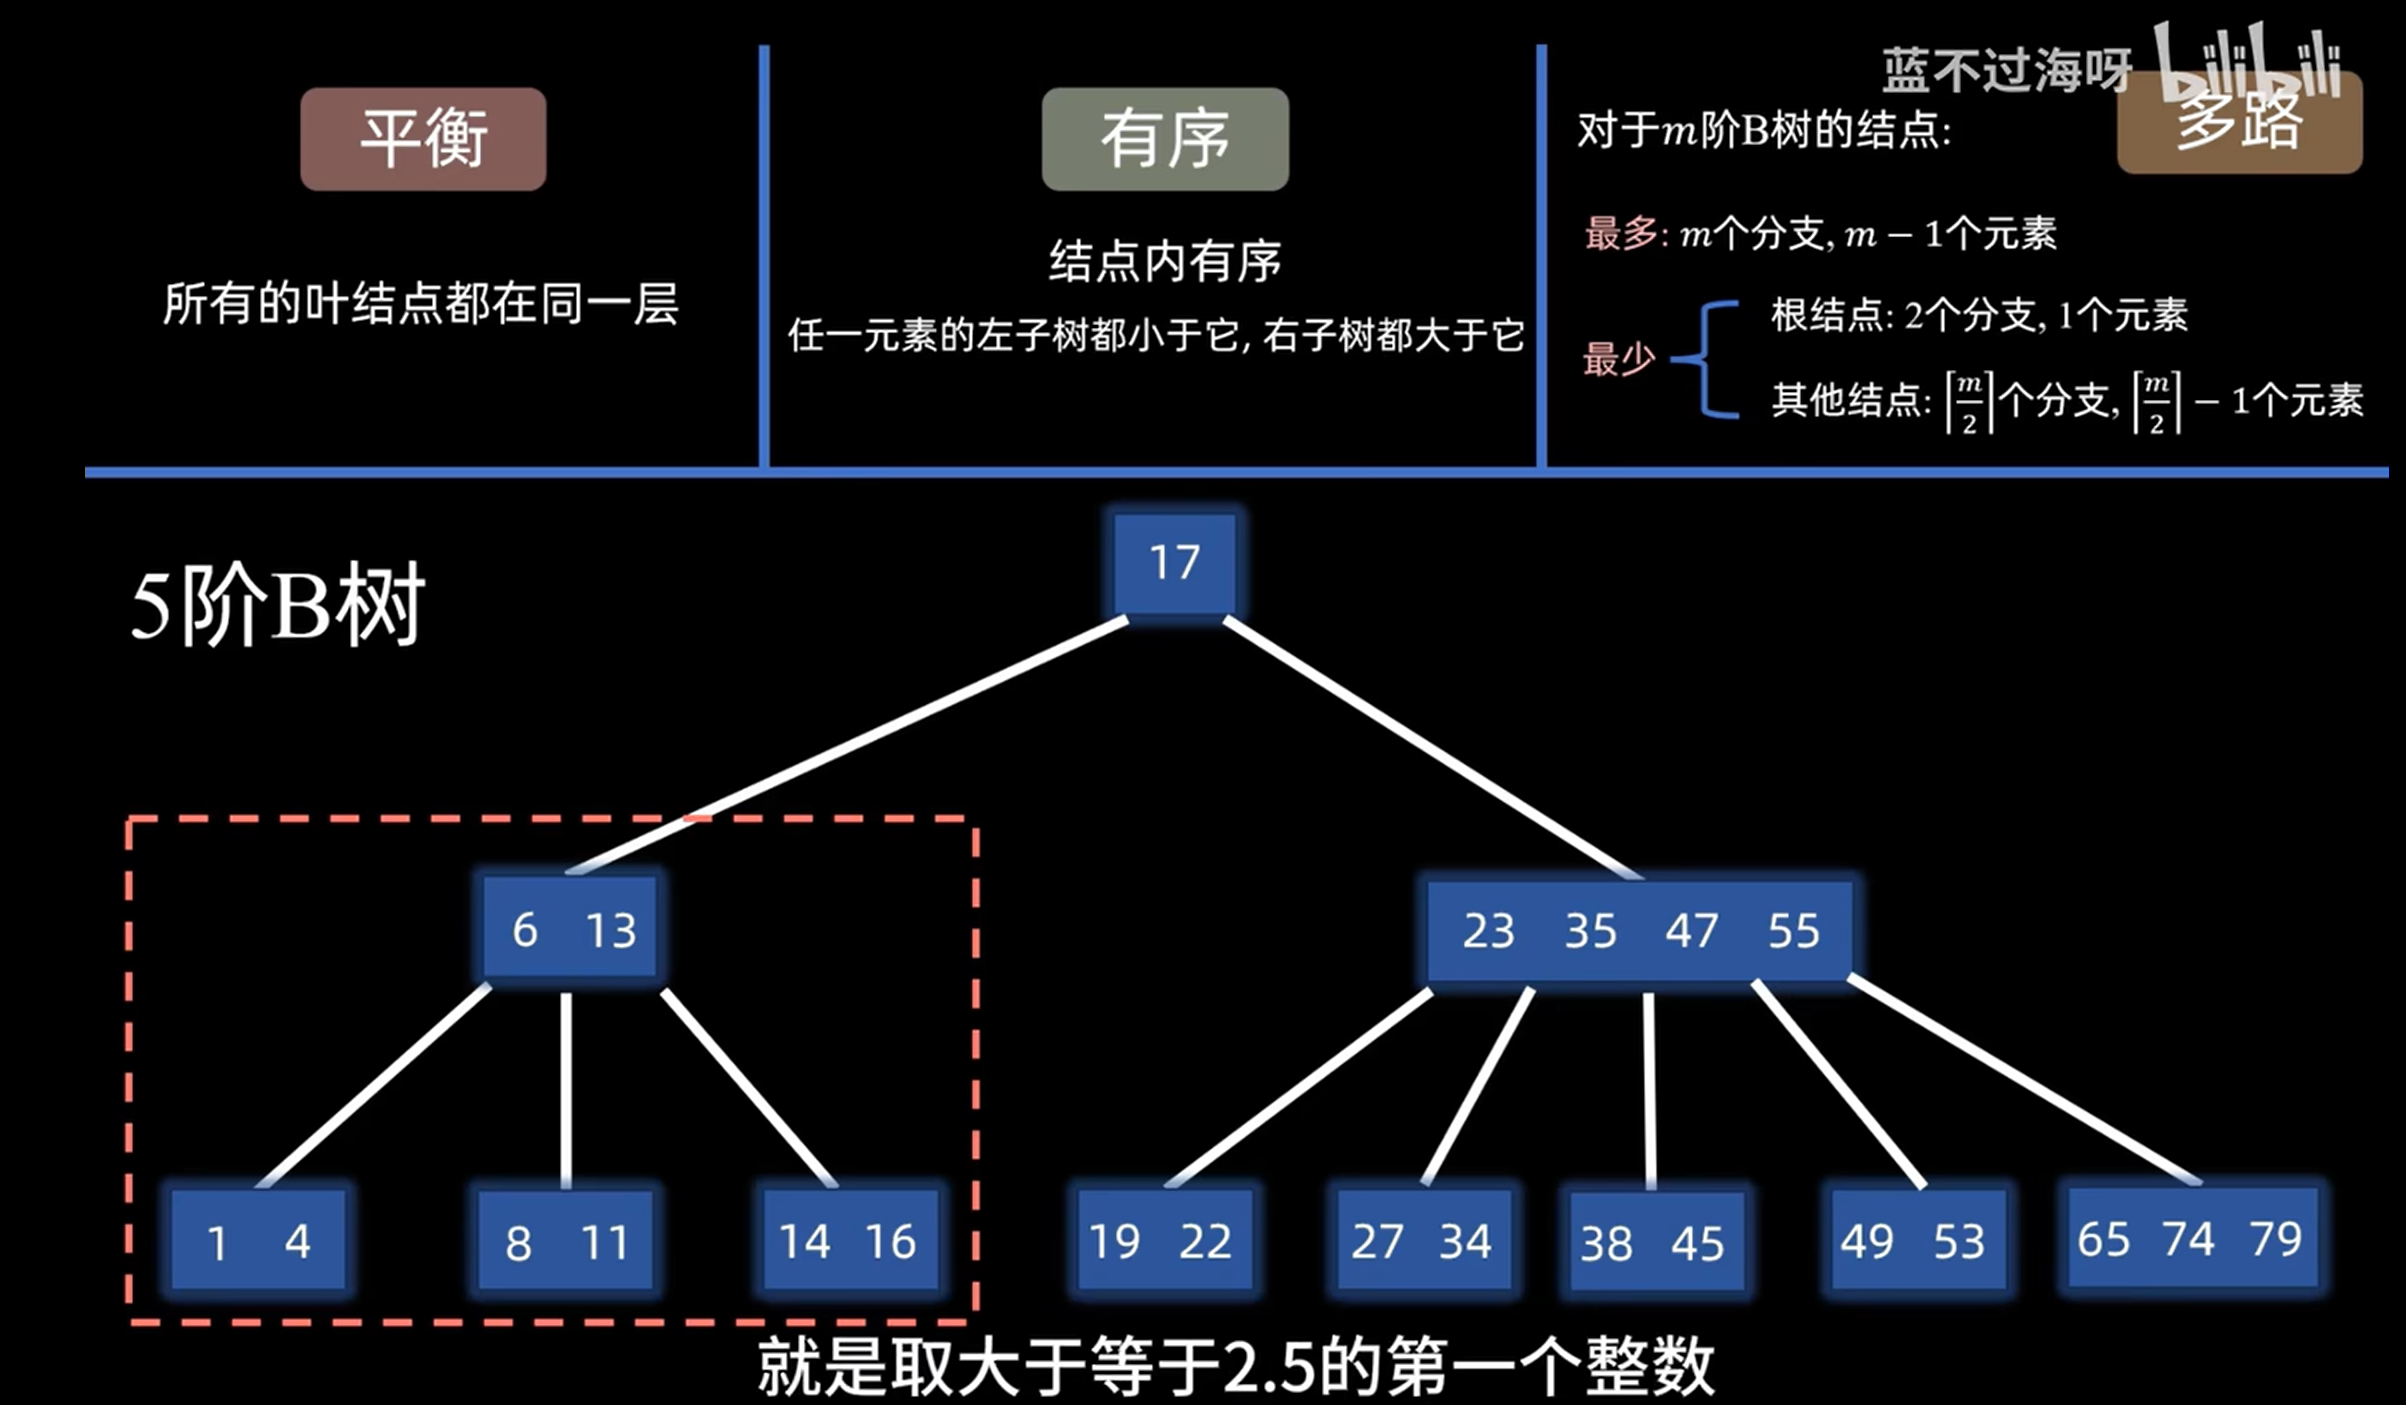 蓝不过海呀 bilibili
平衡
所有的叶结点都在同一层
有序
结点内有序
任一元素的左子树都小于它, 右子树都大于它
多路
对于m阶B树的结点:
最多: m个分支, m − 1个元素
最少
根结点: 2个分支, 1个元素
其他结点: ⌈m/2⌉个分支, ⌈m/2⌉ − 1个元素
5阶B树
17
6 13
23 35 47 55
1 4
8 11
14 16
19 22
27 34
38 45
49 53
65 74 79
就是取大于等于2.5的第一个整数